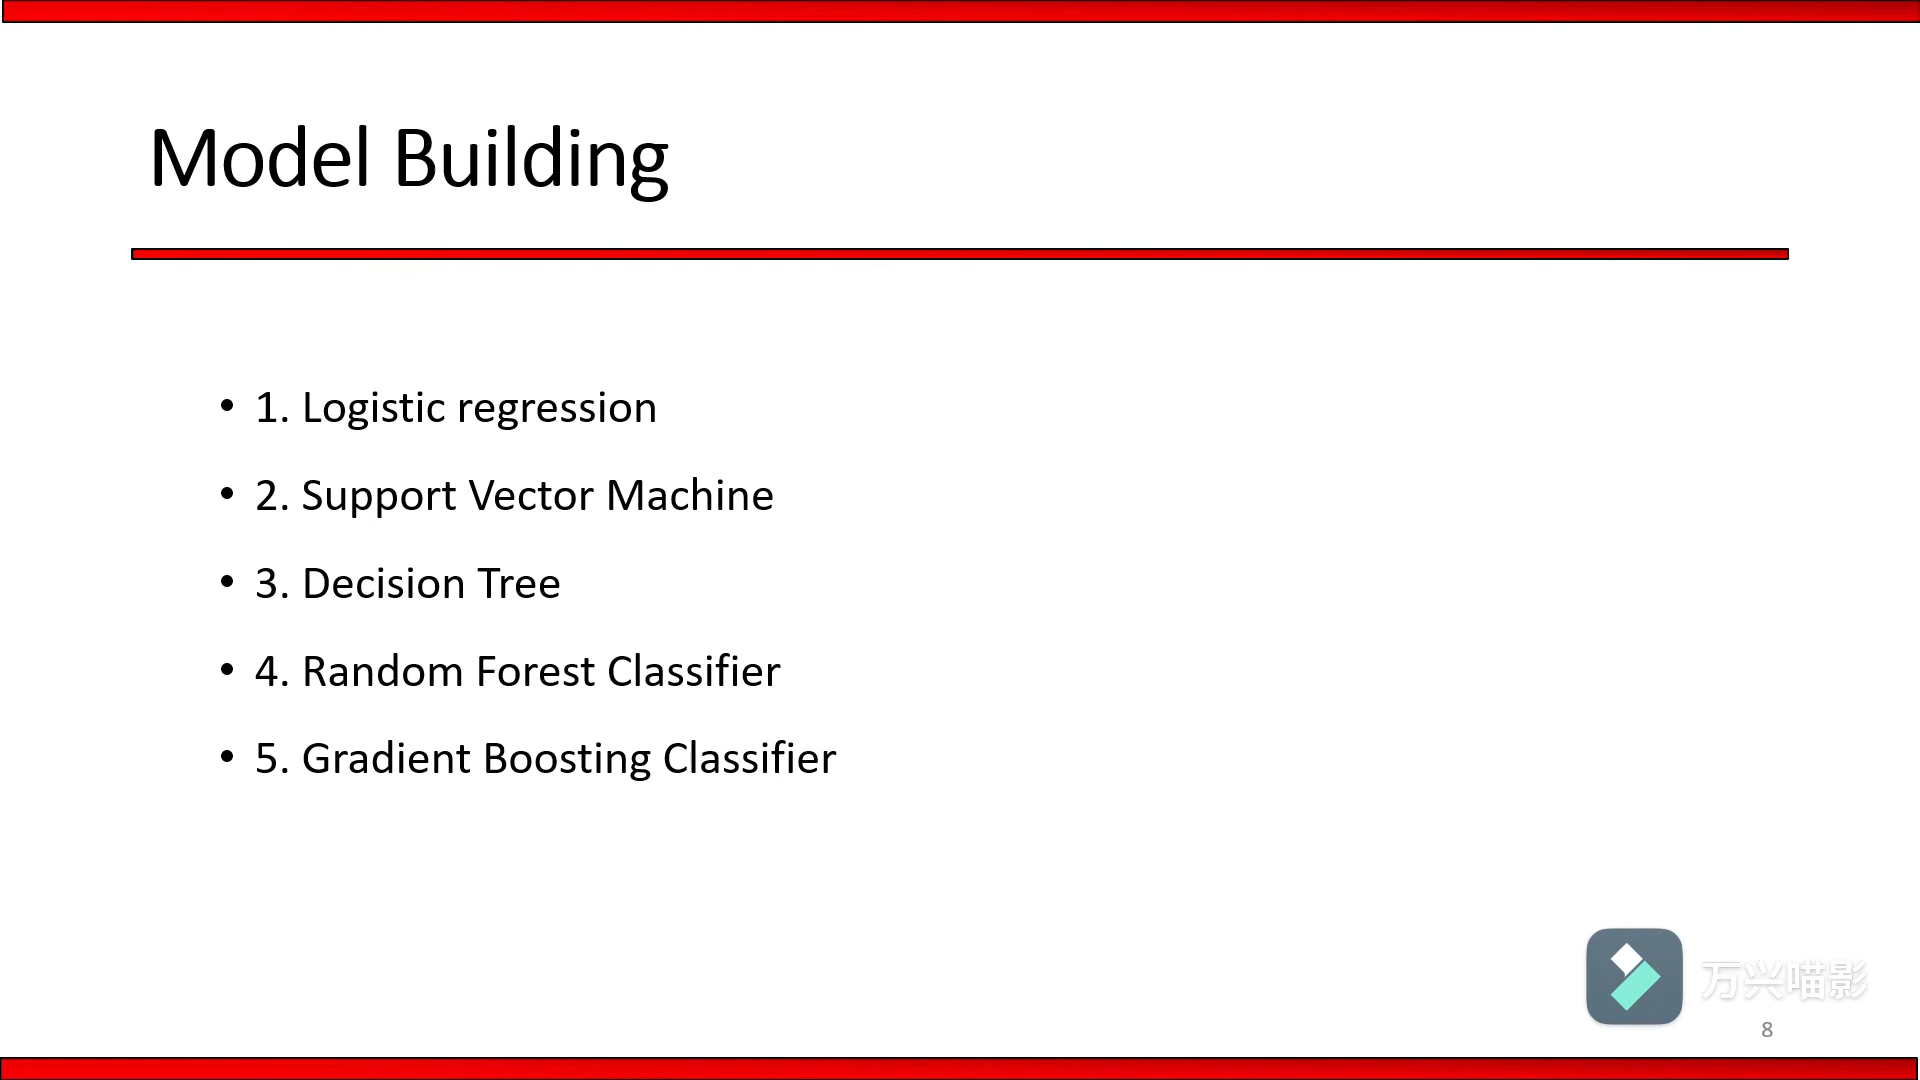 Model Building
• 1. Logistic regression
• 2. Support Vector Machine
• 3. Decision Tree
• 4. Random Forest Classifier
• 5. Gradient Boosting Classifier
万兴喵影
8